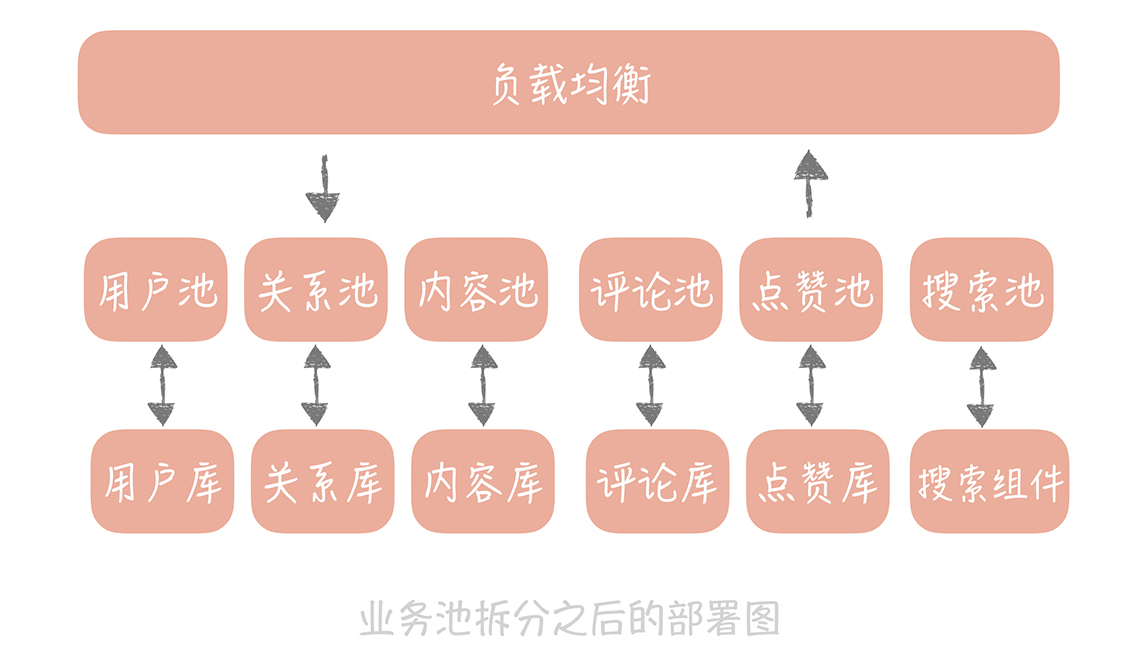 负载均衡
用户池 关系池 内容池 评论池 点赞池 搜索池
用户库 关系库 内容库 评论库 点赞库 搜索组件
业务池拆分之后的部署图